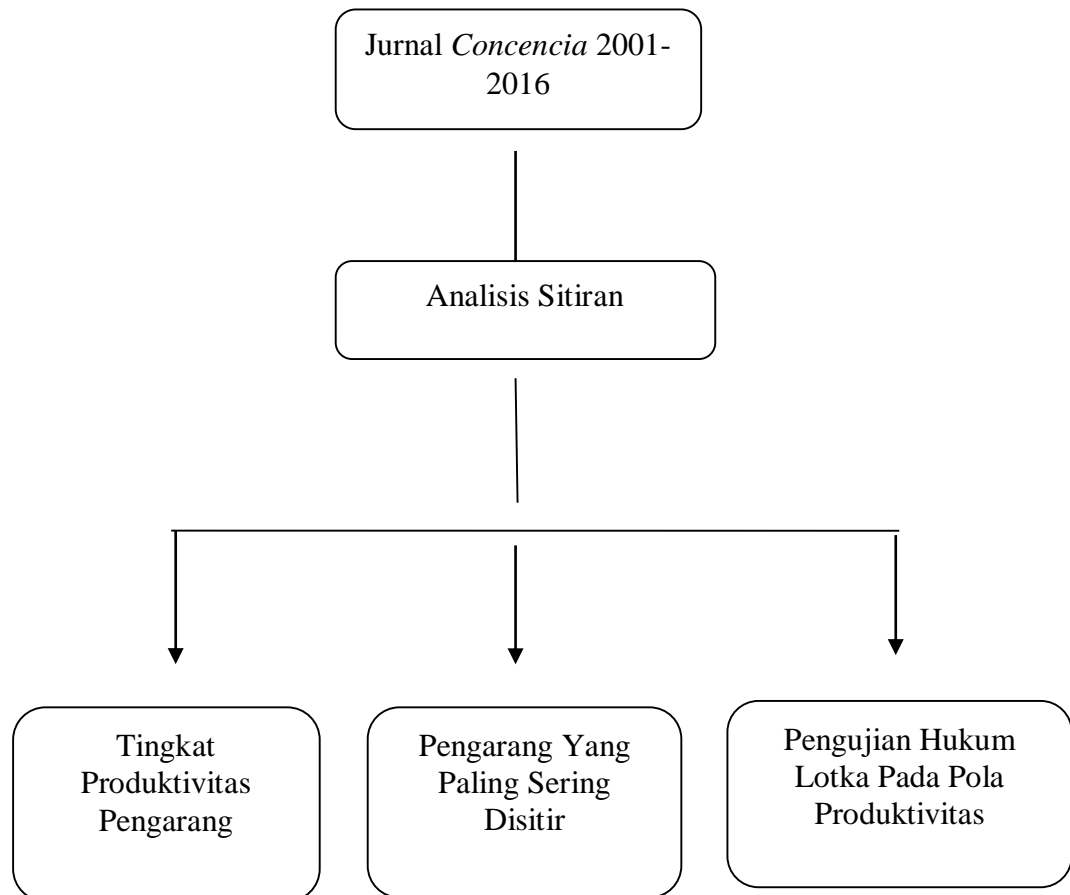 Jurnal Concencia 2001-
2016
Analisis Sitiran
Tingkat
Produktivitas
Pengarang
Pengarang Yang
Paling Sering
Disitir
Pengujian Hukum
Lotka Pada Pola
Produktivitas